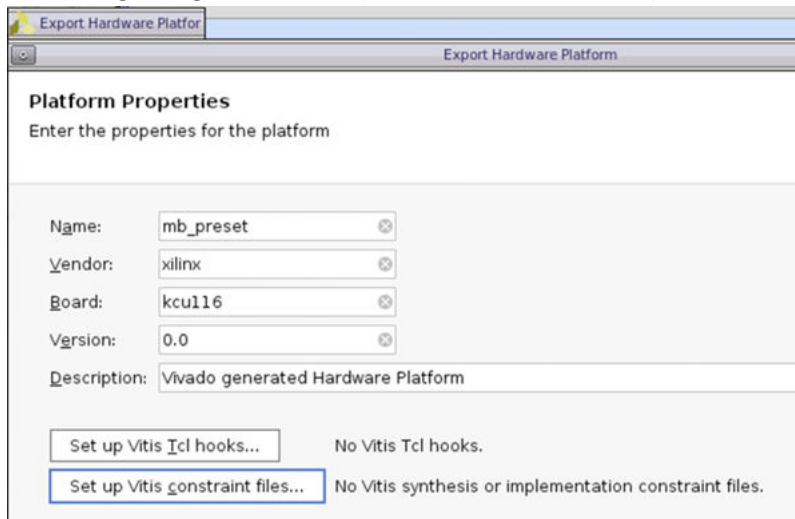 Export Hardware Platfor
Export Hardware Platform
Platform Properties
Enter the properties for the platform
Name: mb_preset
Vendor: xilinx
Board: kcu116
Version: 0.0
Description: Vivado generated Hardware Platform
Set up Vitis Tcl hooks... No Vitis Tcl hooks.
Set up Vitis constraint files... No Vitis synthesis or implementation constraint files.